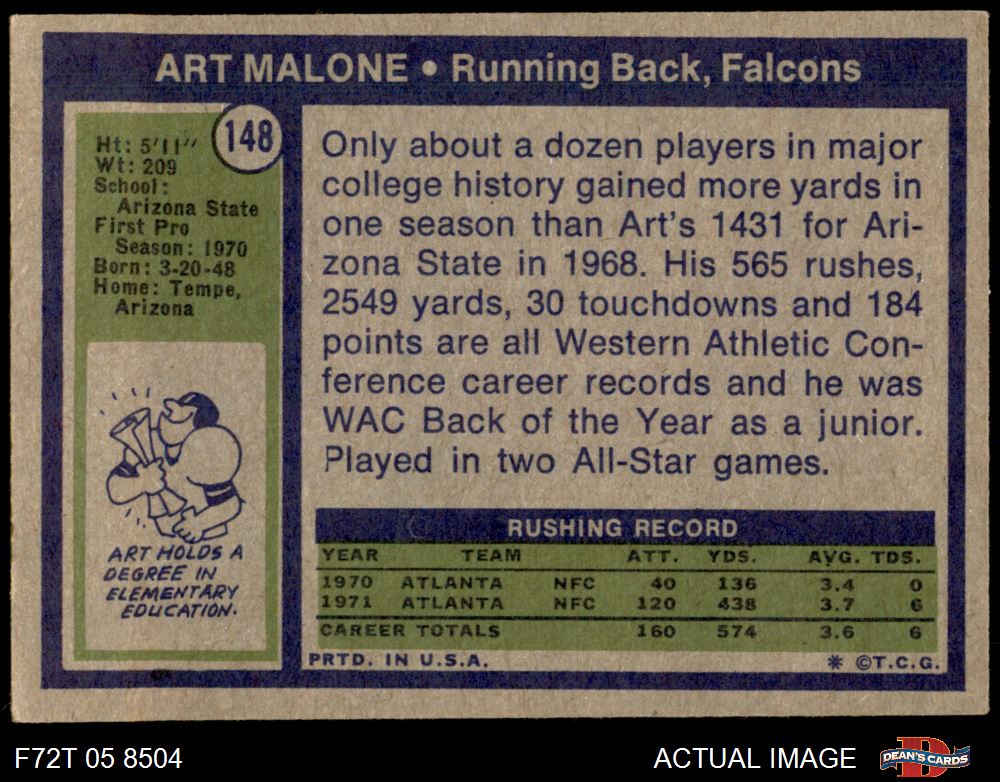 ART MALONE • Running Back, Falcons
148
Ht: 5'11"
Wt: 209
School:
Arizona State
First Pro
Season: 1970
Born: 3-20-48
Home: Tempe,
Arizona
ART HOLDS A
DEGREE IN
ELEMENTARY
EDUCATION.
Only about a dozen players in major
college history gained more yards in
one season than Art's 1431 for Ari-
zona State in 1968. His 565 rushes,
2549 yards, 30 touchdowns and 184
points are all Western Athletic Con-
ference career records and he was
WAC Back of the Year as a junior.
Played in two All-Star games.
RUSHING RECORD
YEAR TEAM ATT. YDS. AVG. TDS.
1970 ATLANTA NFC 40 136 3.4 0
1971 ATLANTA NFC 120 438 3.7 6
CAREER TOTALS 160 574 3.6 6
PRTD. IN U.S.A. * ©T.C.G.
F72T 05 8504 ACTUAL IMAGE D DEAN'S CARDS